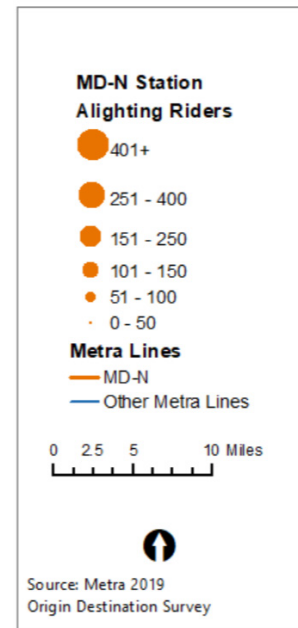 MD-N Station
Alighting Riders
401+
251 - 400
151 - 250
101 - 150
51 - 100
0 - 50
Metra Lines
MD-N
Other Metra Lines
0 2.5 5 10 Miles
Source: Metra 2019
Origin Destination Survey